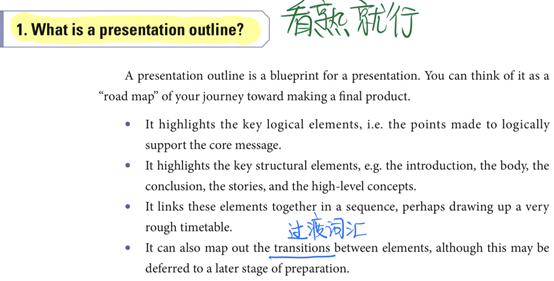 1. What is a presentation outline?
看熟就行
A presentation outline is a blueprint for a presentation. You can think of it as a
“road map” of your journey toward making a final product.
• It highlights the key logical elements, i.e. the points made to logically
support the core message.
• It highlights the key structural elements, e.g. the introduction, the body, the
conclusion, the stories, and the high-level concepts.
• It links these elements together in a sequence, perhaps drawing up a very
rough timetable.
过渡词汇
• It can also map out the transitions between elements, although this may be
deferred to a later stage of preparation.